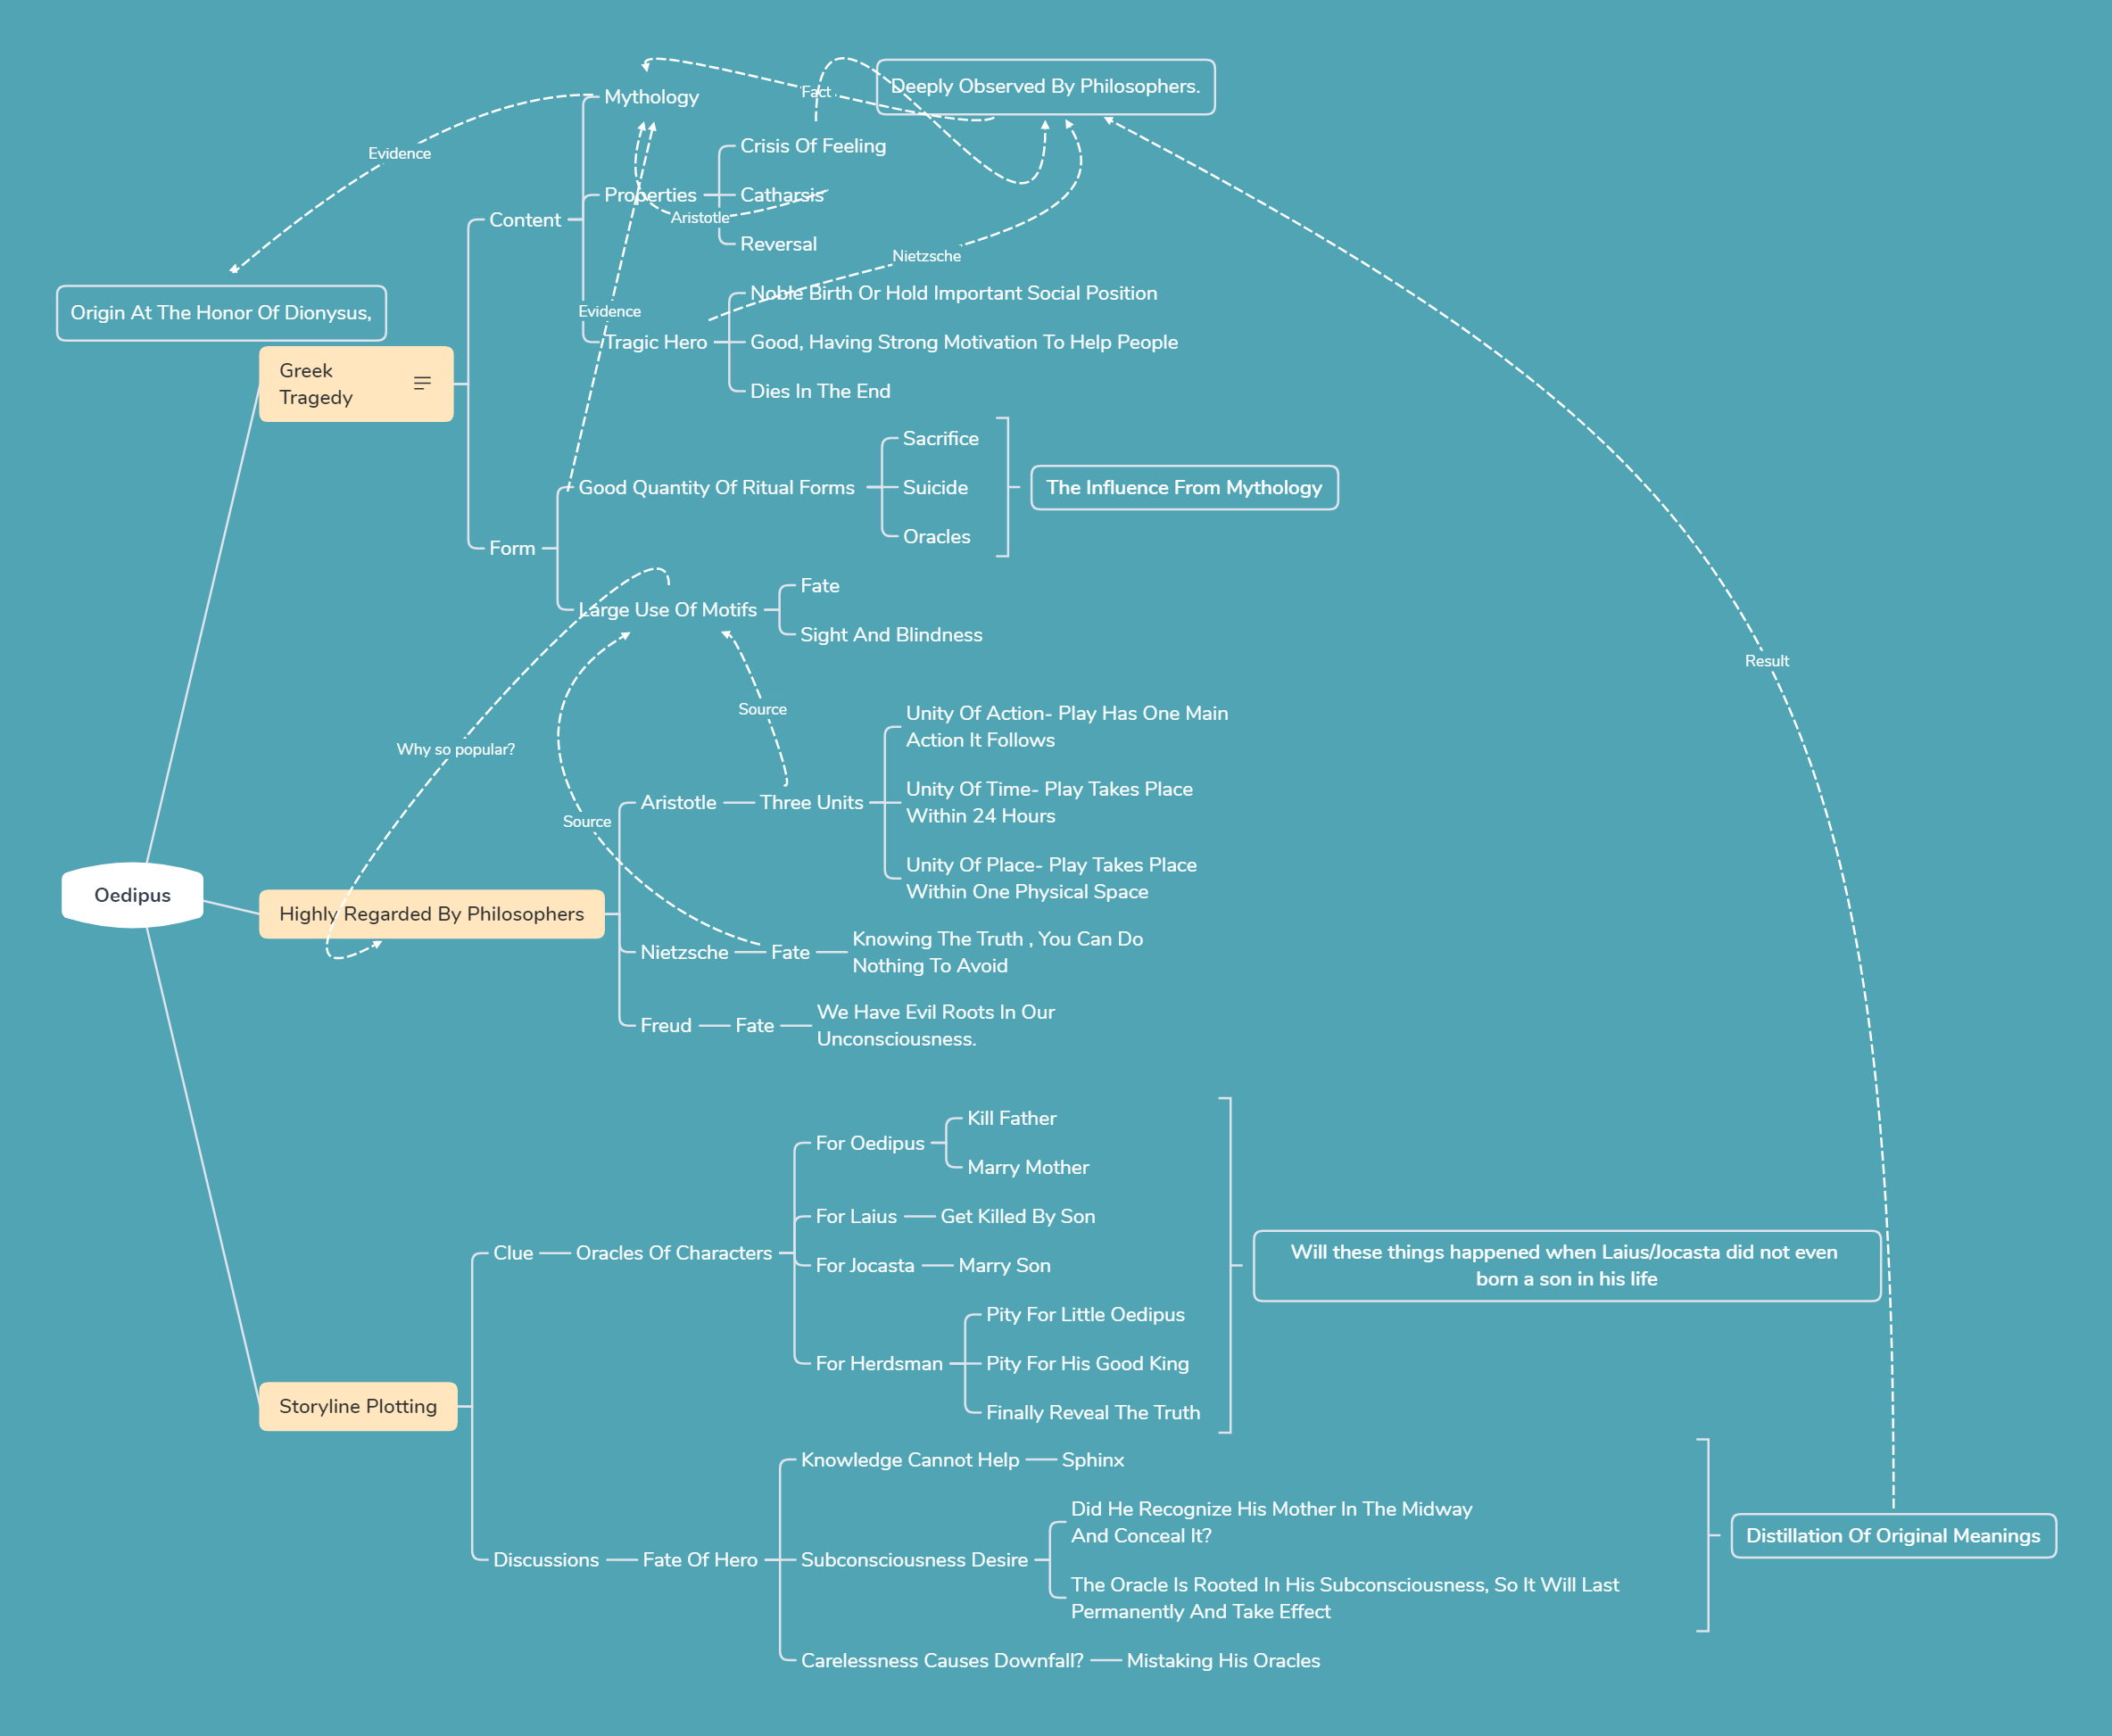 Deeply Observed By Philosophers.
Fact
Mythology
Evidence
Crisis Of Feeling
Properties
Catharsis
Aristotle
Content
Reversal
Nietzsche
Noble Birth Or Hold Important Social Position
Evidence
Origin At The Honor Of Dionysus,
Tragic Hero
Good, Having Strong Motivation To Help People
Greek
Tragedy
Dies In The End
Sacrifice
Good Quantity Of Ritual Forms
Suicide
The Influence From Mythology
Oracles
Form
Fate
Large Use Of Motifs
Sight And Blindness
Result
Source
Why so popular?
Unity Of Action- Play Has One Main
Action It Follows
Aristotle
Three Units
Unity Of Time- Play Takes Place
Within 24 Hours
Source
Unity Of Place- Play Takes Place
Within One Physical Space
Oedipus
Highly Regarded By Philosophers
Nietzsche
Fate
Knowing The Truth , You Can Do
Nothing To Avoid
Freud
Fate
We Have Evil Roots In Our
Unconsciousness.
For Oedipus
Kill Father
Marry Mother
For Laius
Get Killed By Son
Clue
Oracles Of Characters
For Jocasta
Marry Son
Will these things happened when Laius/Jocasta did not even
born a son in his life
For Herdsman
Pity For Little Oedipus
Pity For His Good King
Finally Reveal The Truth
Storyline Plotting
Knowledge Cannot Help
Sphinx
Discussions
Fate Of Hero
Subconsciousness Desire
Did He Recognize His Mother In The Midway
And Conceal It?
The Oracle Is Rooted In His Subconsciousness, So It Will Last
Permanently And Take Effect
Distillation Of Original Meanings
Carelessness Causes Downfall?
Mistaking His Oracles